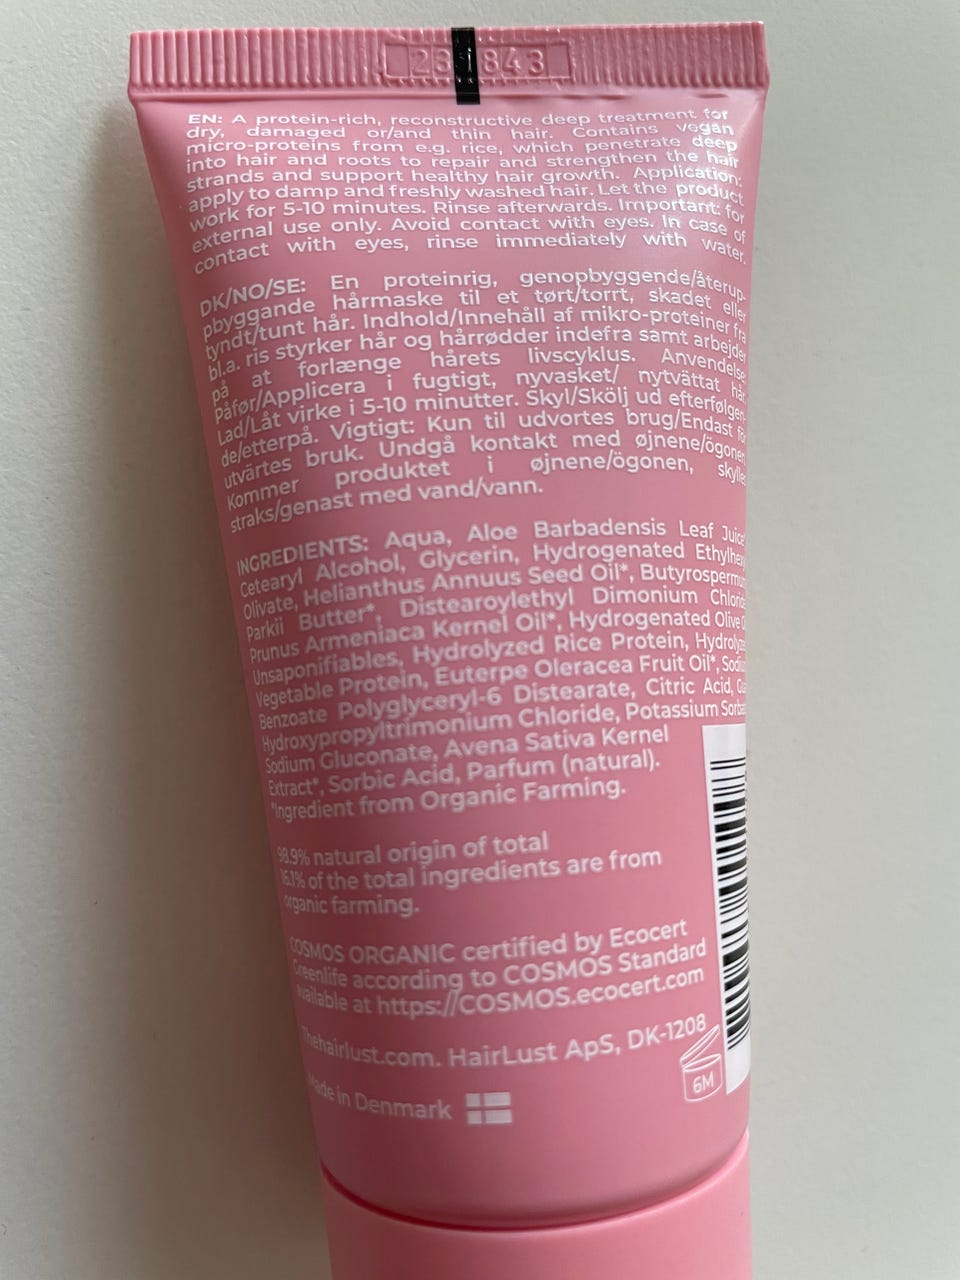 23 843
EN: A protein-rich, reconstructive deep treatment for
dry, damaged or/and thin hair. Contains vegan
micro-proteins from e.g. rice, which penetrate deep
into hair and roots to repair and strengthen the hair
strands and support healthy hair growth. Application:
apply to damp and freshly washed hair. Let the product
work for 5-10 minutes. Rinse afterwards. Important: for
external use only. Avoid contact with eyes. In case of
contact with eyes, rinse immediately with water.
DK/NO/SE: En proteinrig, genopbyggende/återup-
pbyggande hårmaske til et tørt/torrt, skadet eller
tyndt/tunt hår. Indhold/Innehåll af mikro-proteiner fra
bl.a. ris styrker hår og hårrødder indefra samt arbejder
på at forlænge hårets livscyklus. Anvendelse:
Påfør/Applicera i fugtigt, nyvasket/ nytvättat hår.
Lad/Låt virke i 5-10 minutter. Skyl/Skölj ud efterfølgen-
de/etterpå. Vigtigt: Kun til udvortes brug/Endast för
utvärtes bruk. Undgå kontakt med øjnene/ögonen.
Kommer produktet i øjnene/ögonen, skylles
straks/genast med vand/vann.
INGREDIENTS: Aqua, Aloe Barbadensis Leaf Juice*,
Cetearyl Alcohol, Glycerin, Hydrogenated Ethylhexyl
Olivate, Helianthus Annuus Seed Oil*, Butyrospermum
Parkii Butter*, Distearoylethyl Dimonium Chloride,
Prunus Armeniaca Kernel Oil*, Hydrogenated Olive Oil
Unsaponifiables, Hydrolyzed Rice Protein, Hydrolyzed
Vegetable Protein, Euterpe Oleracea Fruit Oil*, Sodium
Benzoate Polyglyceryl-6 Distearate, Citric Acid, Guar
Hydroxypropyltrimonium Chloride, Potassium Sorbate,
Sodium Gluconate, Avena Sativa Kernel
Extract*, Sorbic Acid, Parfum (natural).
*Ingredient from Organic Farming.
98.9% natural origin of total
16.1% of the total ingredients are from
organic farming.
COSMOS ORGANIC certified by Ecocert
Greenlife according to COSMOS Standard
available at https://COSMOS.ecocert.com
Thehairlust.com. HairLust ApS, DK-1208
6M
Made in Denmark